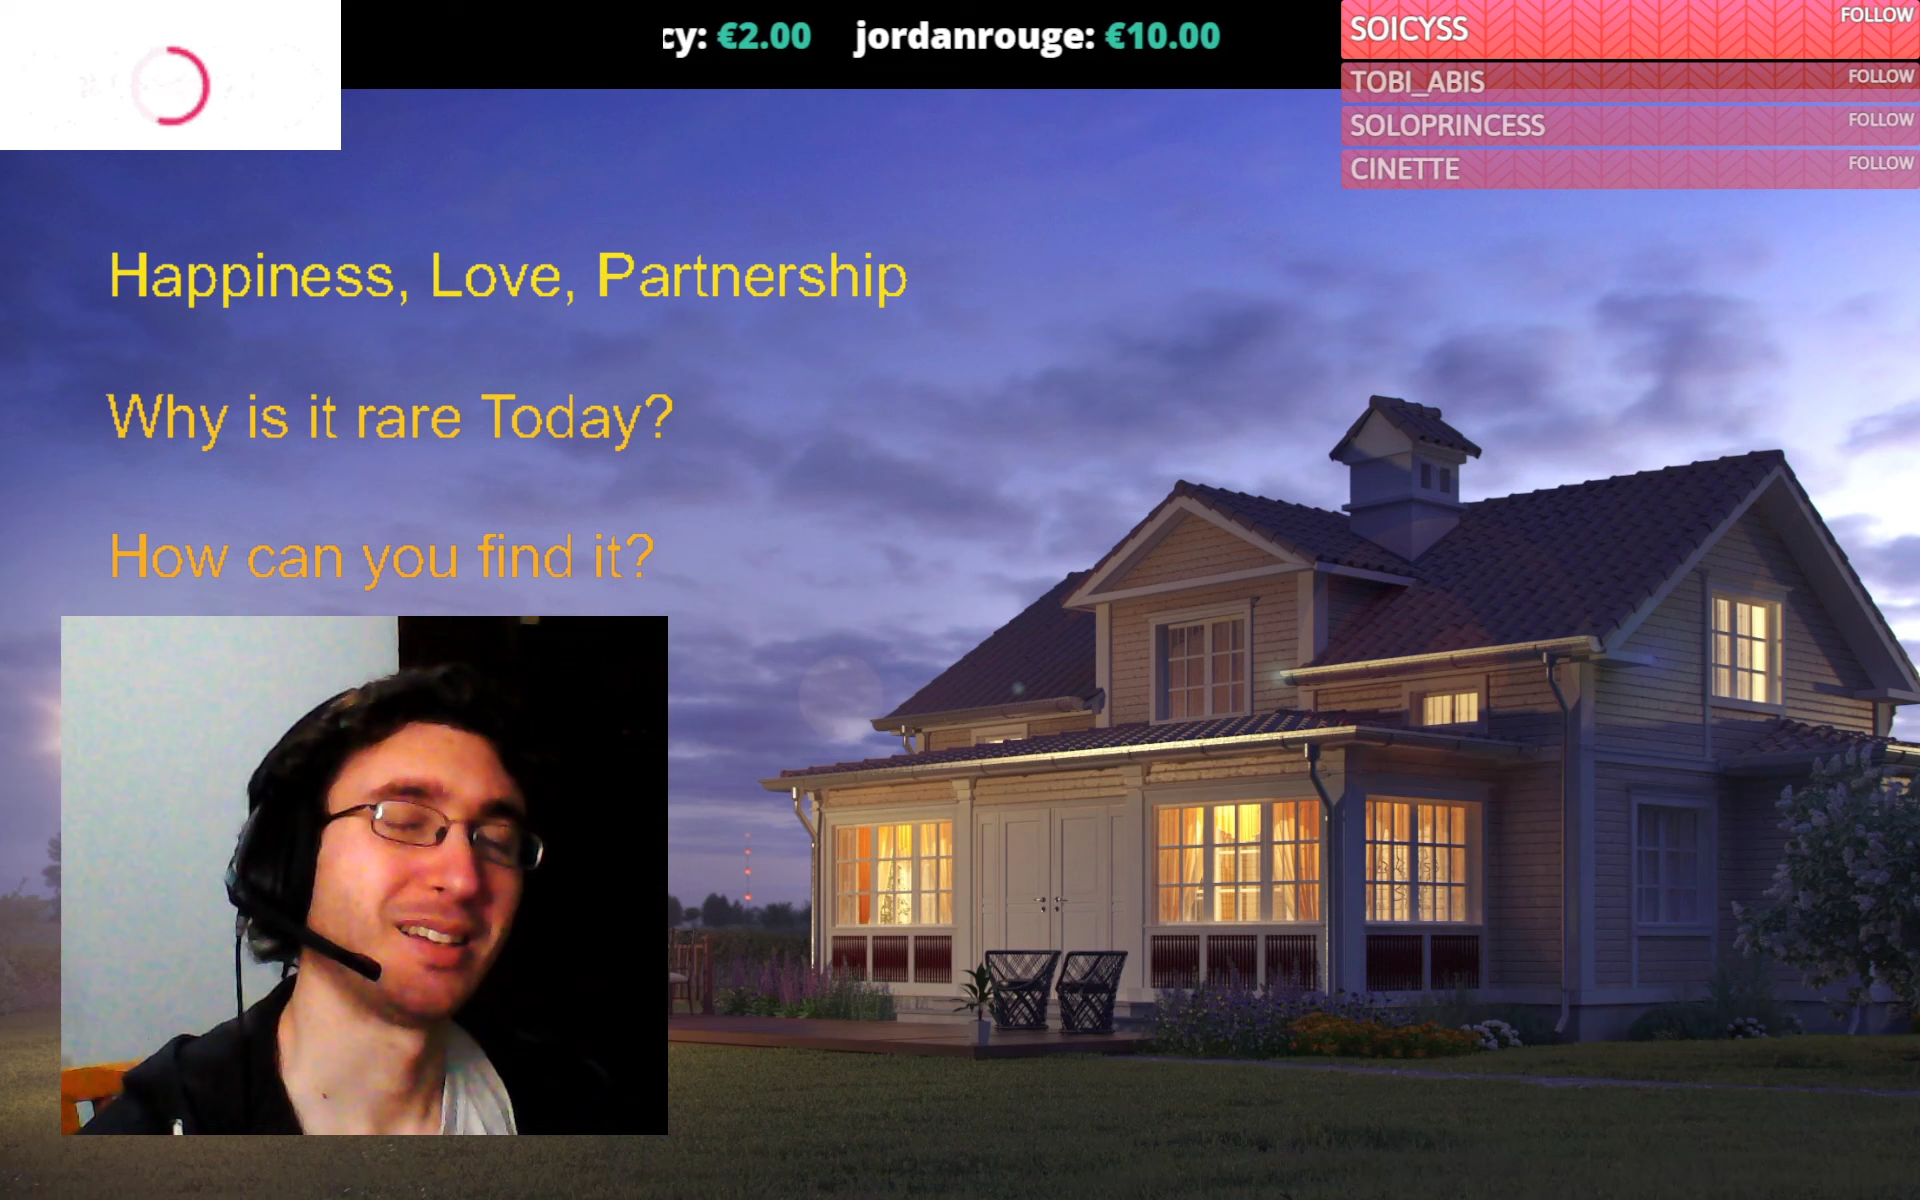 cy: €2.00 jordanrouge: €10.00
SOICYSS FOLLOW
TOBI_ABIS FOLLOW
SOLOPRINCESS FOLLOW
CINETTE FOLLOW
Happiness, Love, Partnership
Why is it rare Today?
How can you find it?